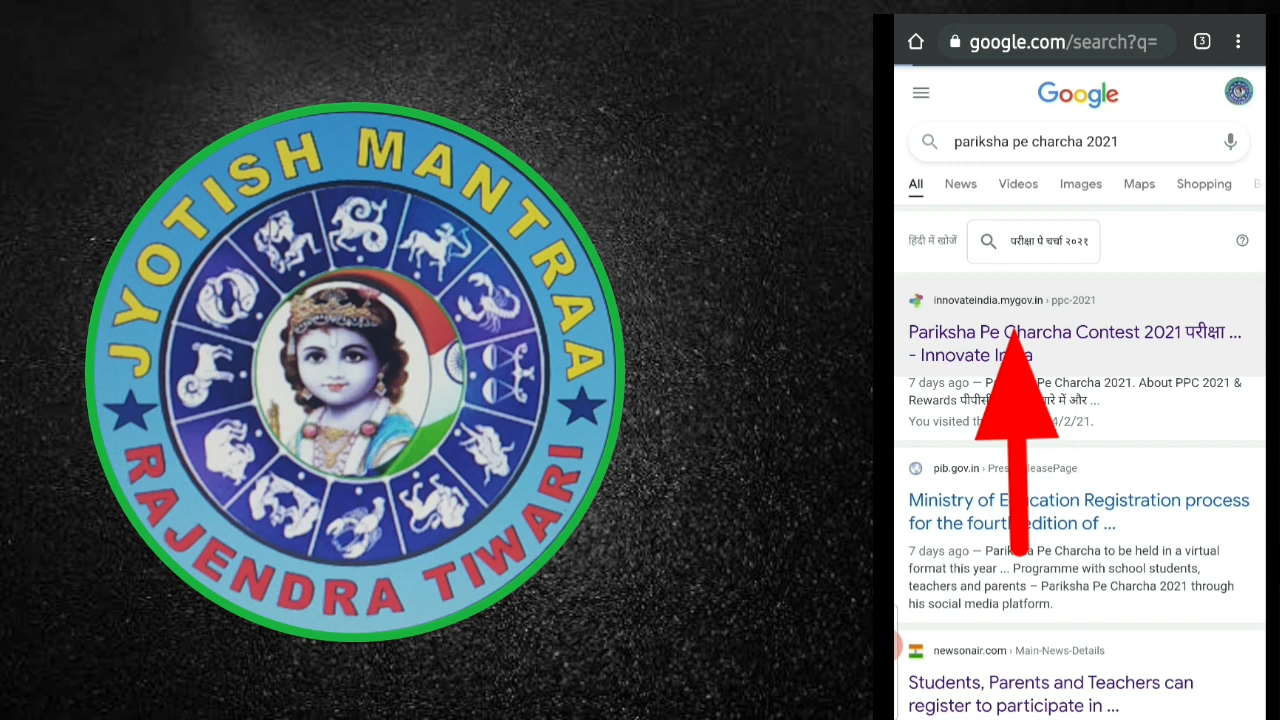 JYOTISH MANTRAA
RAJENDRA TIWARI
google.com/search?q=
3
Google
pariksha pe charcha 2021
All News Videos Images Maps Shopping B
हिंदी में खोजें परीक्षा पे चर्चा २०२१
innovateindia.mygov.in › ppc-2021
Pariksha Pe Charcha Contest 2021 परीक्षा ...
- Innovate India
7 days ago — Pe Charcha 2021. About PPC 2021 &
Rewards में और ...
You visited 4/2/21.
pib.gov.in › PressReleasePage
Ministry of Education Registration process
for the fourth edition of ...
7 days ago — Pariksha Pe Charcha to be held in a virtual
format this year ... Programme with school students,
teachers and parents – Pariksha Pe Charcha 2021 through
his social media platform.
newsonair.com › Main-News-Details
Students, Parents and Teachers can
register to participate in ...